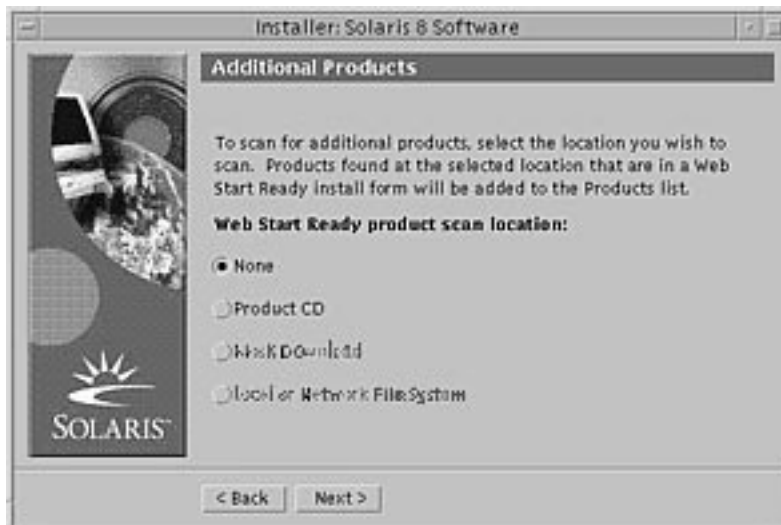 Installer: Solaris 8 Software
Additional Products
To scan for additional products, select the location you wish to
scan. Products found at the selected location that are in a Web
Start Ready install form will be added to the Products list.
Web Start Ready product scan location:
None
Product CD
Download
Local or Network File System
SOLARIS™
< Back
Next >